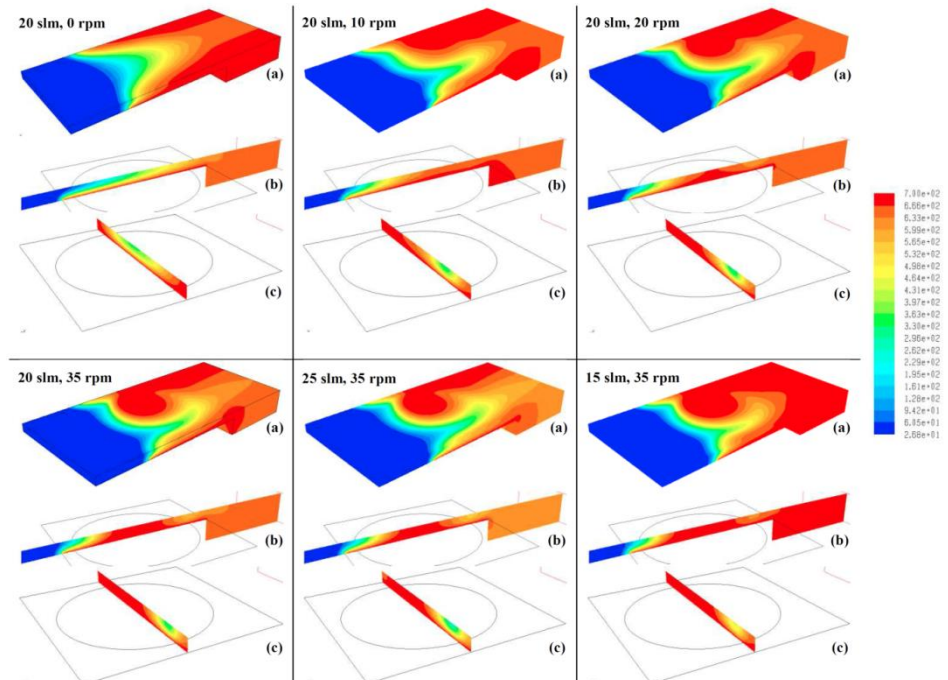 20 slm, 0 rpm
(a)
(b)
(c)
20 slm, 10 rpm
(a)
(b)
(c)
20 slm, 20 rpm
(a)
(b)
(c)
20 slm, 35 rpm
(a)
(b)
(c)
25 slm, 35 rpm
(a)
(b)
(c)
15 slm, 35 rpm
(a)
(b)
(c)
7.00e+02
6.66e+02
6.33e+02
5.99e+02
5.65e+02
5.32e+02
4.98e+02
4.64e+02
4.31e+02
3.97e+02
3.63e+02
3.30e+02
2.96e+02
2.62e+02
2.29e+02
1.95e+02
1.61e+02
1.28e+02
9.42e+01
6.05e+01
2.68e+01